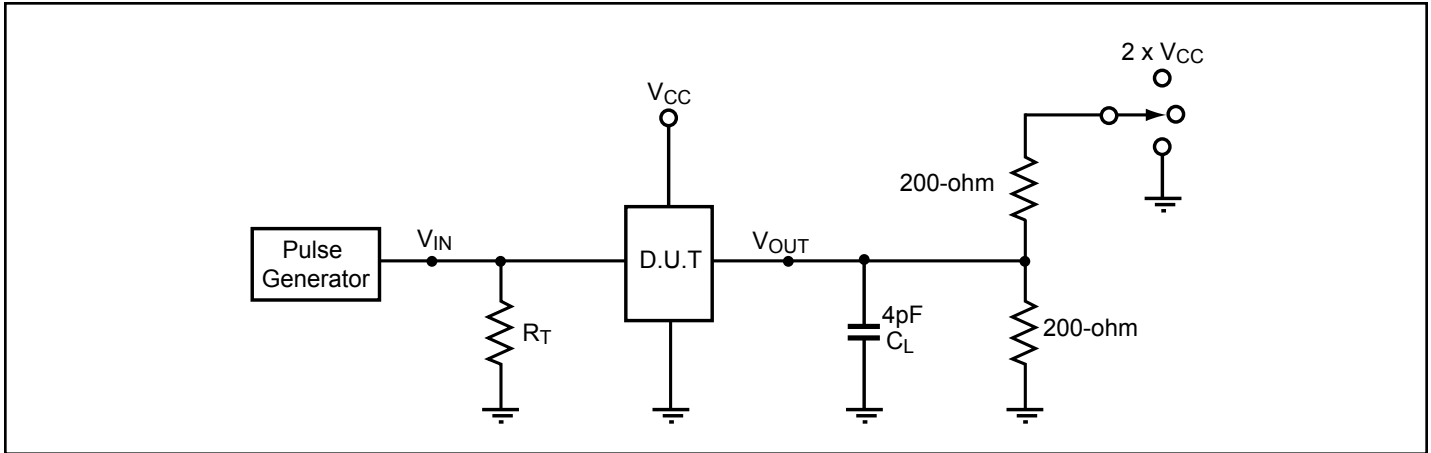 2 x VCC
VCC
200-ohm
Pulse
Generator
VIN
D.U.T
VOUT
RT
4pF
CL
200-ohm